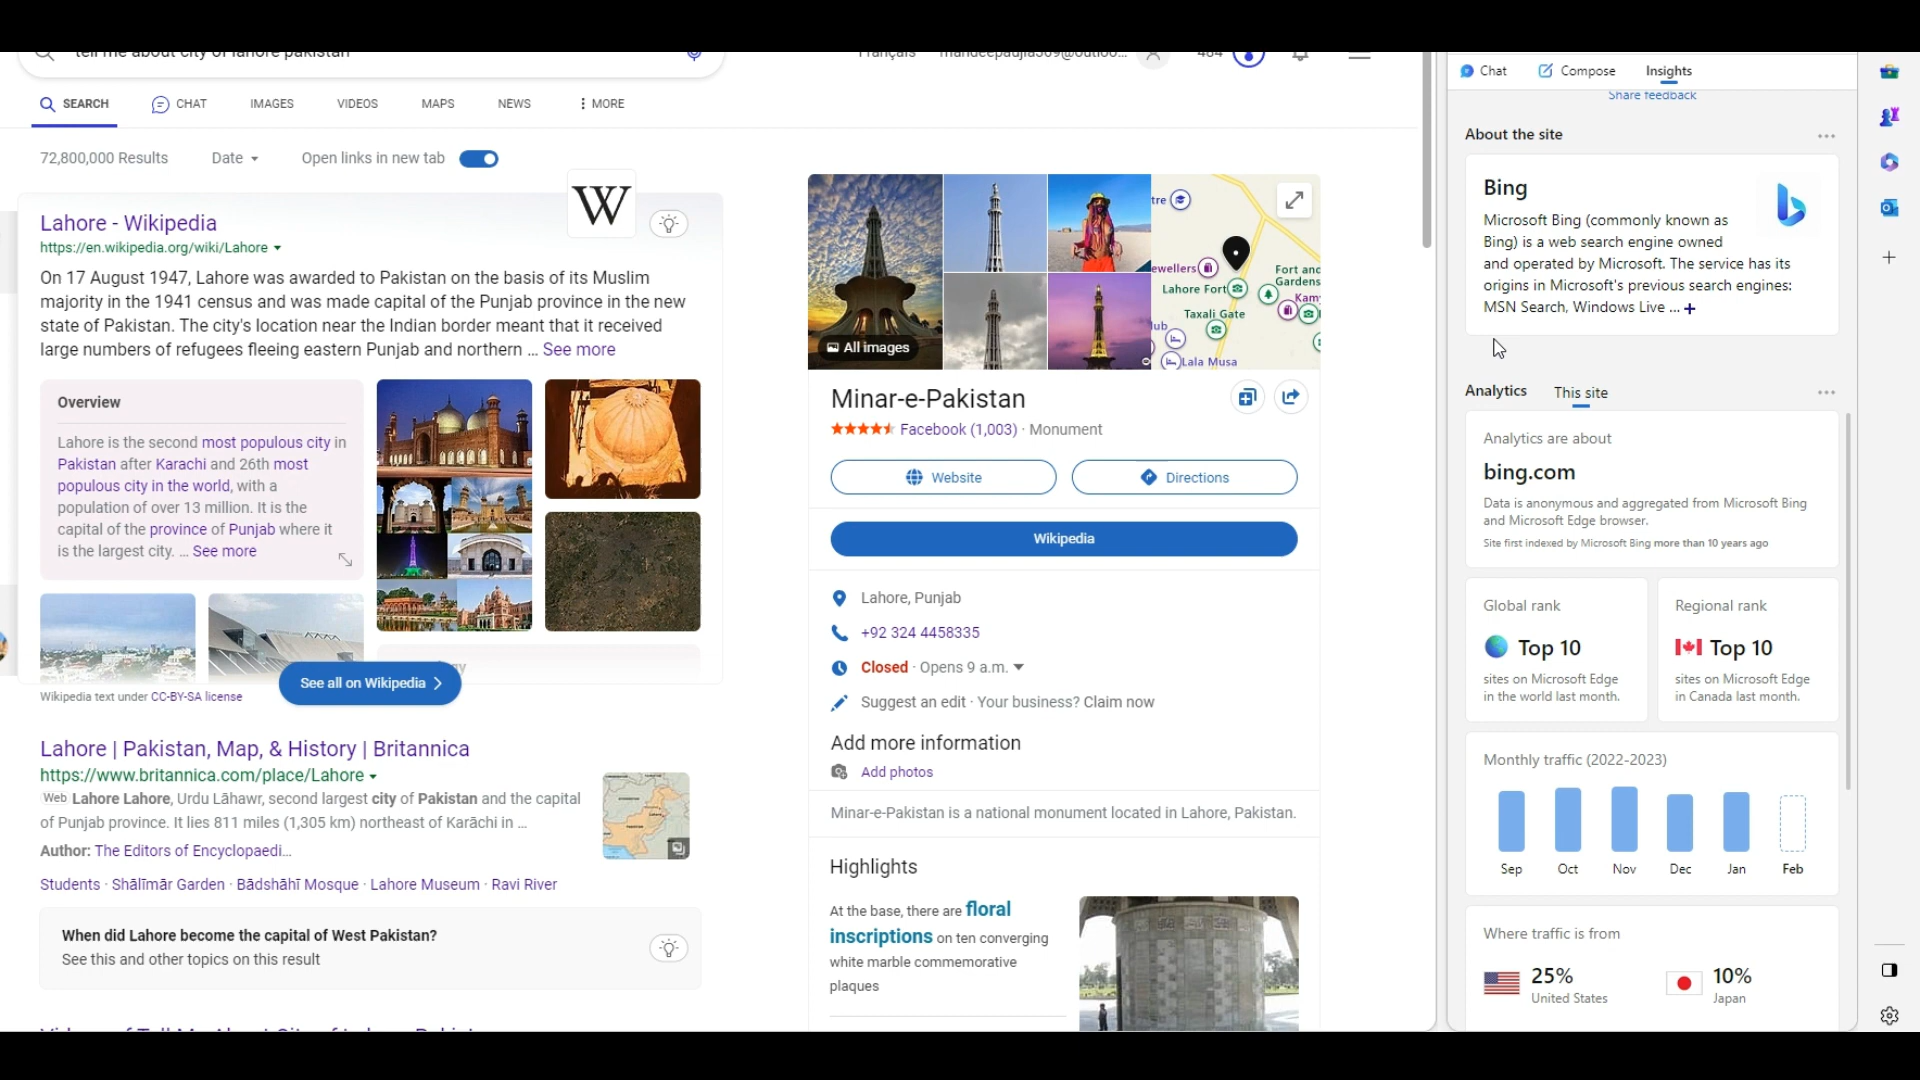 tell me about city of lahore pakistan
Français
484
SEARCH
CHAT
IMAGES
VIDEOS
MAPS
NEWS
MORE
72,800,000 Results
Date
Open links in new tab
W
Lahore - Wikipedia
https://en.wikipedia.org/wiki/Lahore
On 17 August 1947, Lahore was awarded to Pakistan on the basis of its Muslim
majority in the 1941 census and was made capital of the Punjab province in the new
state of Pakistan. The city's location near the Indian border meant that it received
large numbers of refugees fleeing eastern Punjab and northern ... See more
Overview
Lahore is the second most populous city in
Pakistan after Karachi and 26th most
populous city in the world, with a
population of over 13 million. It is the
capital of the province of Punjab where it
is the largest city. ... See more
See all on Wikipedia
Wikipedia text under CC-BY-SA license
Lahore | Pakistan, Map, & History | Britannica
https://www.britannica.com/place/Lahore
Web Lahore Lahore, Urdu Lāhawr, second largest city of Pakistan and the capital
of Punjab province. It lies 811 miles (1,305 km) northeast of Karāchi in ...
Author: The Editors of Encyclopaedi...
Students · Shālīmār Garden · Bādshāhī Mosque · Lahore Museum · Ravi River
When did Lahore become the capital of West Pakistan?
See this and other topics on this result
All images
tre
ewellers
Lahore Fort
Fort and
Gardens
Kam
Taxali Gate
lub
Lala Musa
Minar-e-Pakistan
Facebook (1,003) · Monument
Website
Directions
Wikipedia
Lahore, Punjab
+92 324 4458335
Closed · Opens 9 a.m.
Suggest an edit · Your business? Claim now
Add more information
Add photos
Minar-e-Pakistan is a national monument located in Lahore, Pakistan.
Highlights
At the base, there are floral
inscriptions on ten converging
white marble commemorative
plaques
Chat
Compose
Insights
Share feedback
About the site
Bing
Microsoft Bing (commonly known as
Bing) is a web search engine owned
and operated by Microsoft. The service has its
origins in Microsoft's previous search engines:
MSN Search, Windows Live ... +
Analytics
This site
Analytics are about
bing.com
Data is anonymous and aggregated from Microsoft Bing
and Microsoft Edge browser.
Site first indexed by Microsoft Bing more than 10 years ago
Global rank
Top 10
sites on Microsoft Edge
in the world last month.
Regional rank
Top 10
sites on Microsoft Edge
in Canada last month.
Monthly traffic (2022-2023)
Sep
Oct
Nov
Dec
Jan
Feb
Where traffic is from
25%
United States
10%
Japan